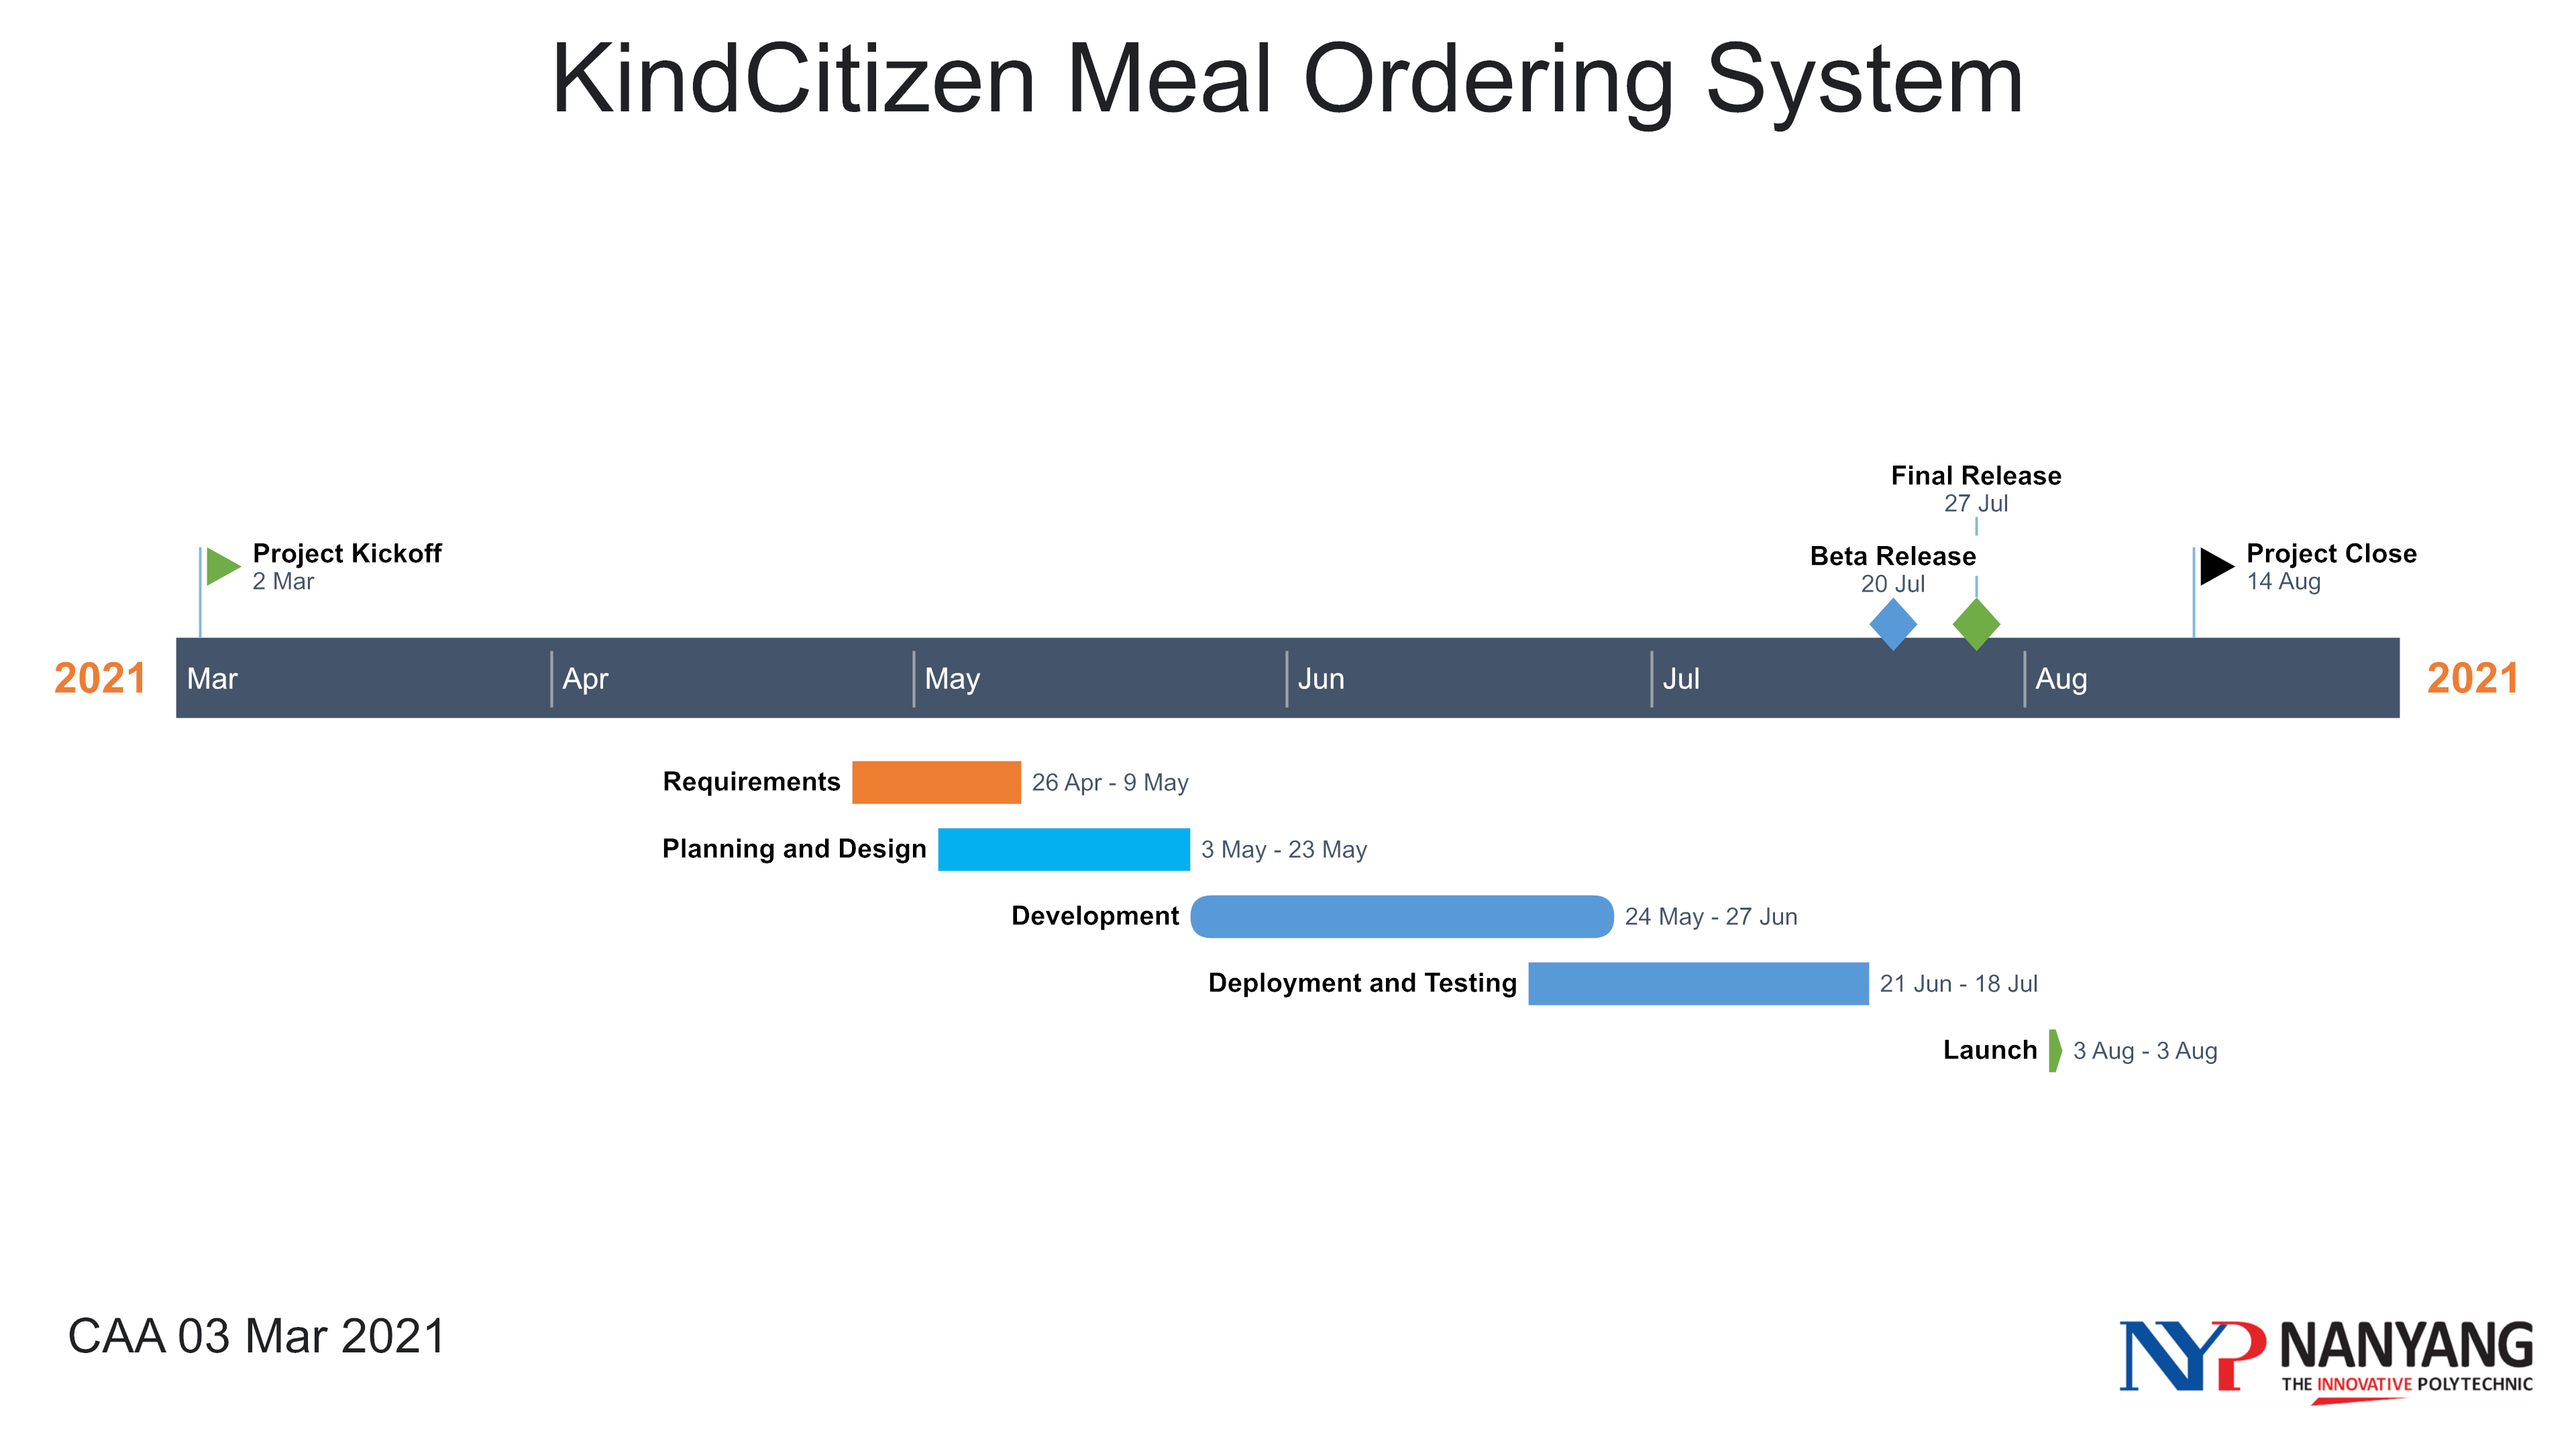 KindCitizen Meal Ordering System
Final Release
27 Jul
Project Kickoff
2 Mar
Beta Release
20 Jul
Project Close
14 Aug
2021 Mar Apr May Jun Jul Aug 2021
Requirements 26 Apr - 9 May
Planning and Design 3 May - 23 May
Development 24 May - 27 Jun
Deployment and Testing 21 Jun - 18 Jul
Launch 3 Aug - 3 Aug
CAA 03 Mar 2021
NYP NANYANG
THE INNOVATIVE POLYTECHNIC